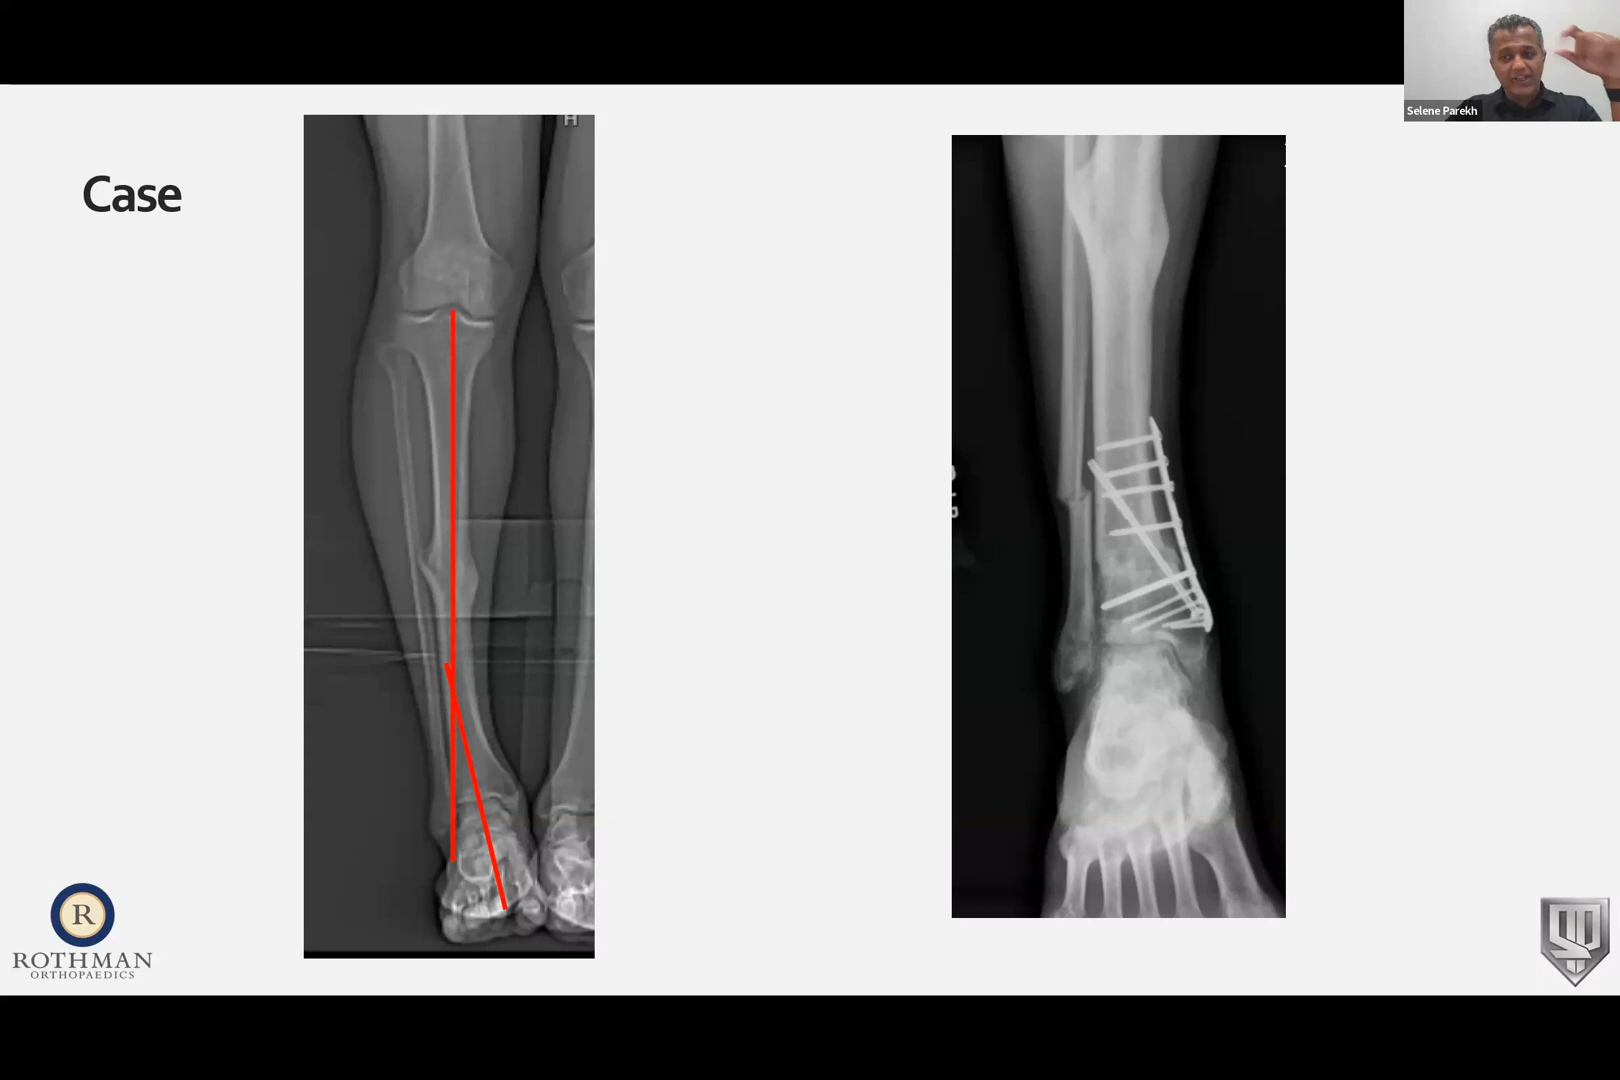 Selene Parekh
H
Case
R
ROTHMAN
ORTHOPAEDICS